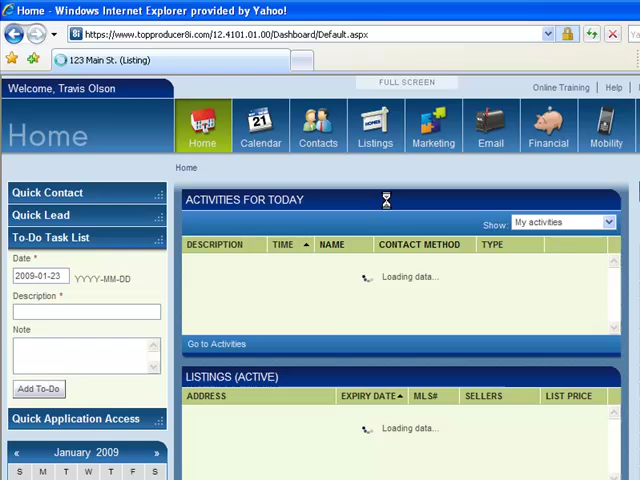 Home - Windows Internet Explorer provided by Yahoo!
8i https://www.topproducer8i.com/12.4101.01.00/Dashboard/Default.aspx
123 Main St. (Listing)
FULL SCREEN
Welcome, Travis Olson
Online Training | Help
Home
Home Calendar Contacts Listings Marketing Email Financial Mobility
Home
Quick Contact
Quick Lead
To-Do Task List
Date *
2009-01-23 YYYY-MM-DD
Description *
Note
Add To-Do
Quick Application Access
« January 2009 »
S M T W T F S
ACTIVITIES FOR TODAY
Show: My activities
DESCRIPTION TIME NAME CONTACT METHOD TYPE
Loading data...
Go to Activities
LISTINGS (ACTIVE)
ADDRESS EXPIRY DATE MLS# SELLERS LIST PRICE
Loading data...